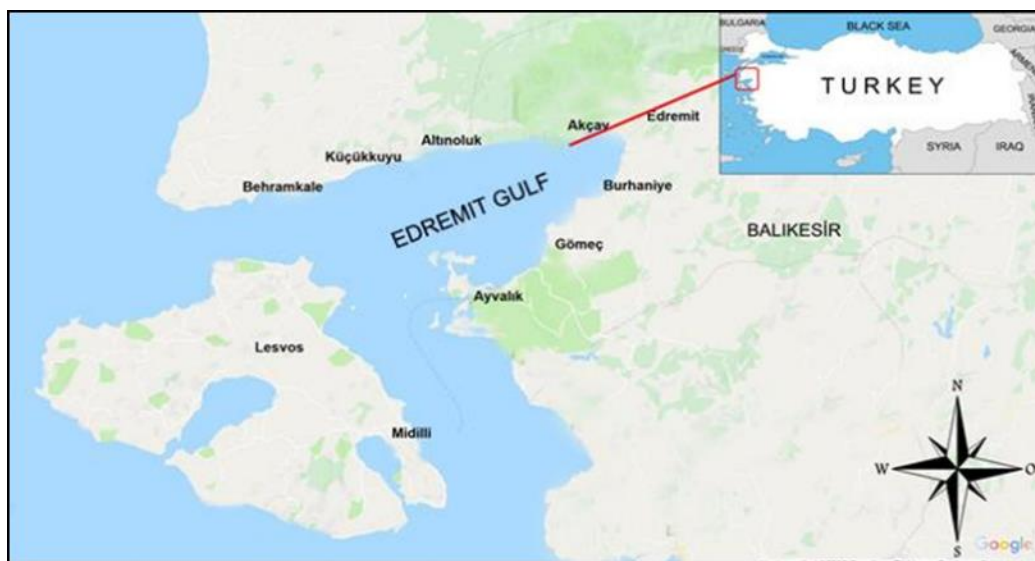 BULGARIA
BLACK SEA
GEORGIA
TURKEY
SYRIA
IRAQ
Akçay
Edremit
Altınoluk
Küçükkuyu
Behramkale
Burhaniye
EDREMIT GULF
BALIKESİR
Gömeç
Ayvalık
Lesvos
Midilli
N
W
O
S
Google